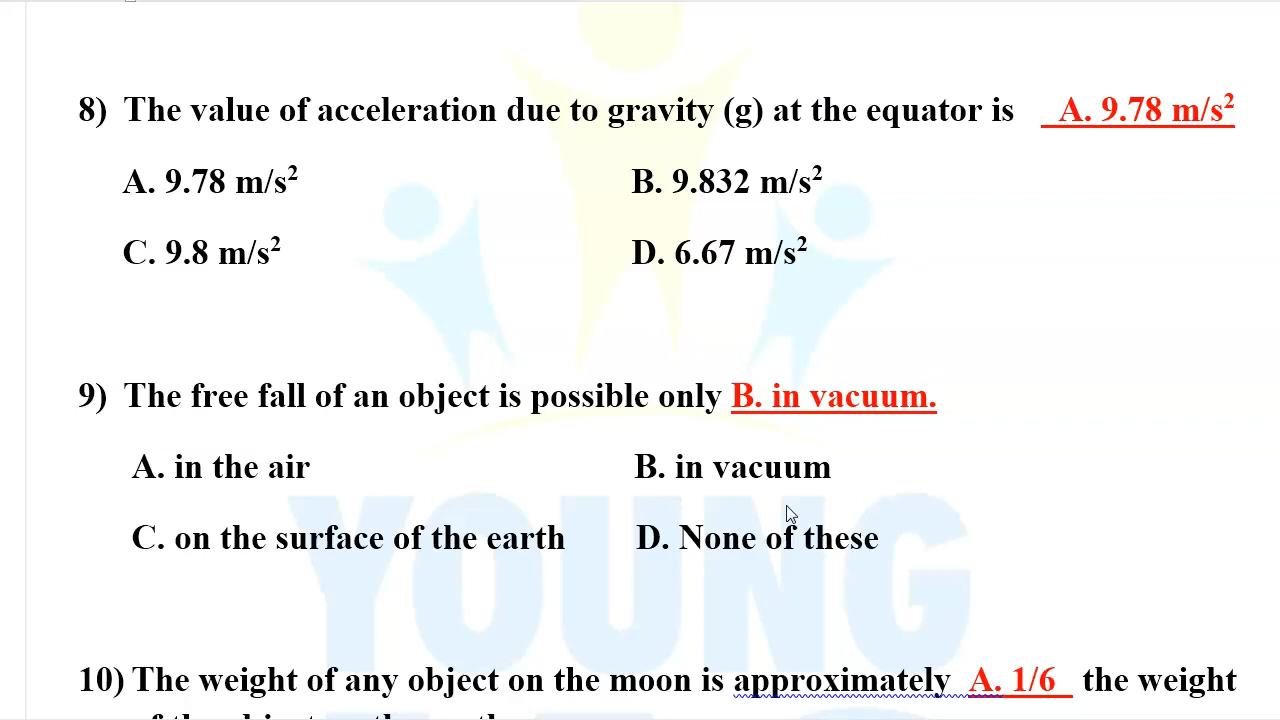 8) The value of acceleration due to gravity (g) at the equator is A. 9.78 m/s²
A. 9.78 m/s² B. 9.832 m/s²
C. 9.8 m/s² D. 6.67 m/s²
9) The free fall of an object is possible only B. in vacuum.
A. in the air B. in vacuum
C. on the surface of the earth D. None of these
YOUNG
10) The weight of any object on the moon is approximately A. 1/6 the weight